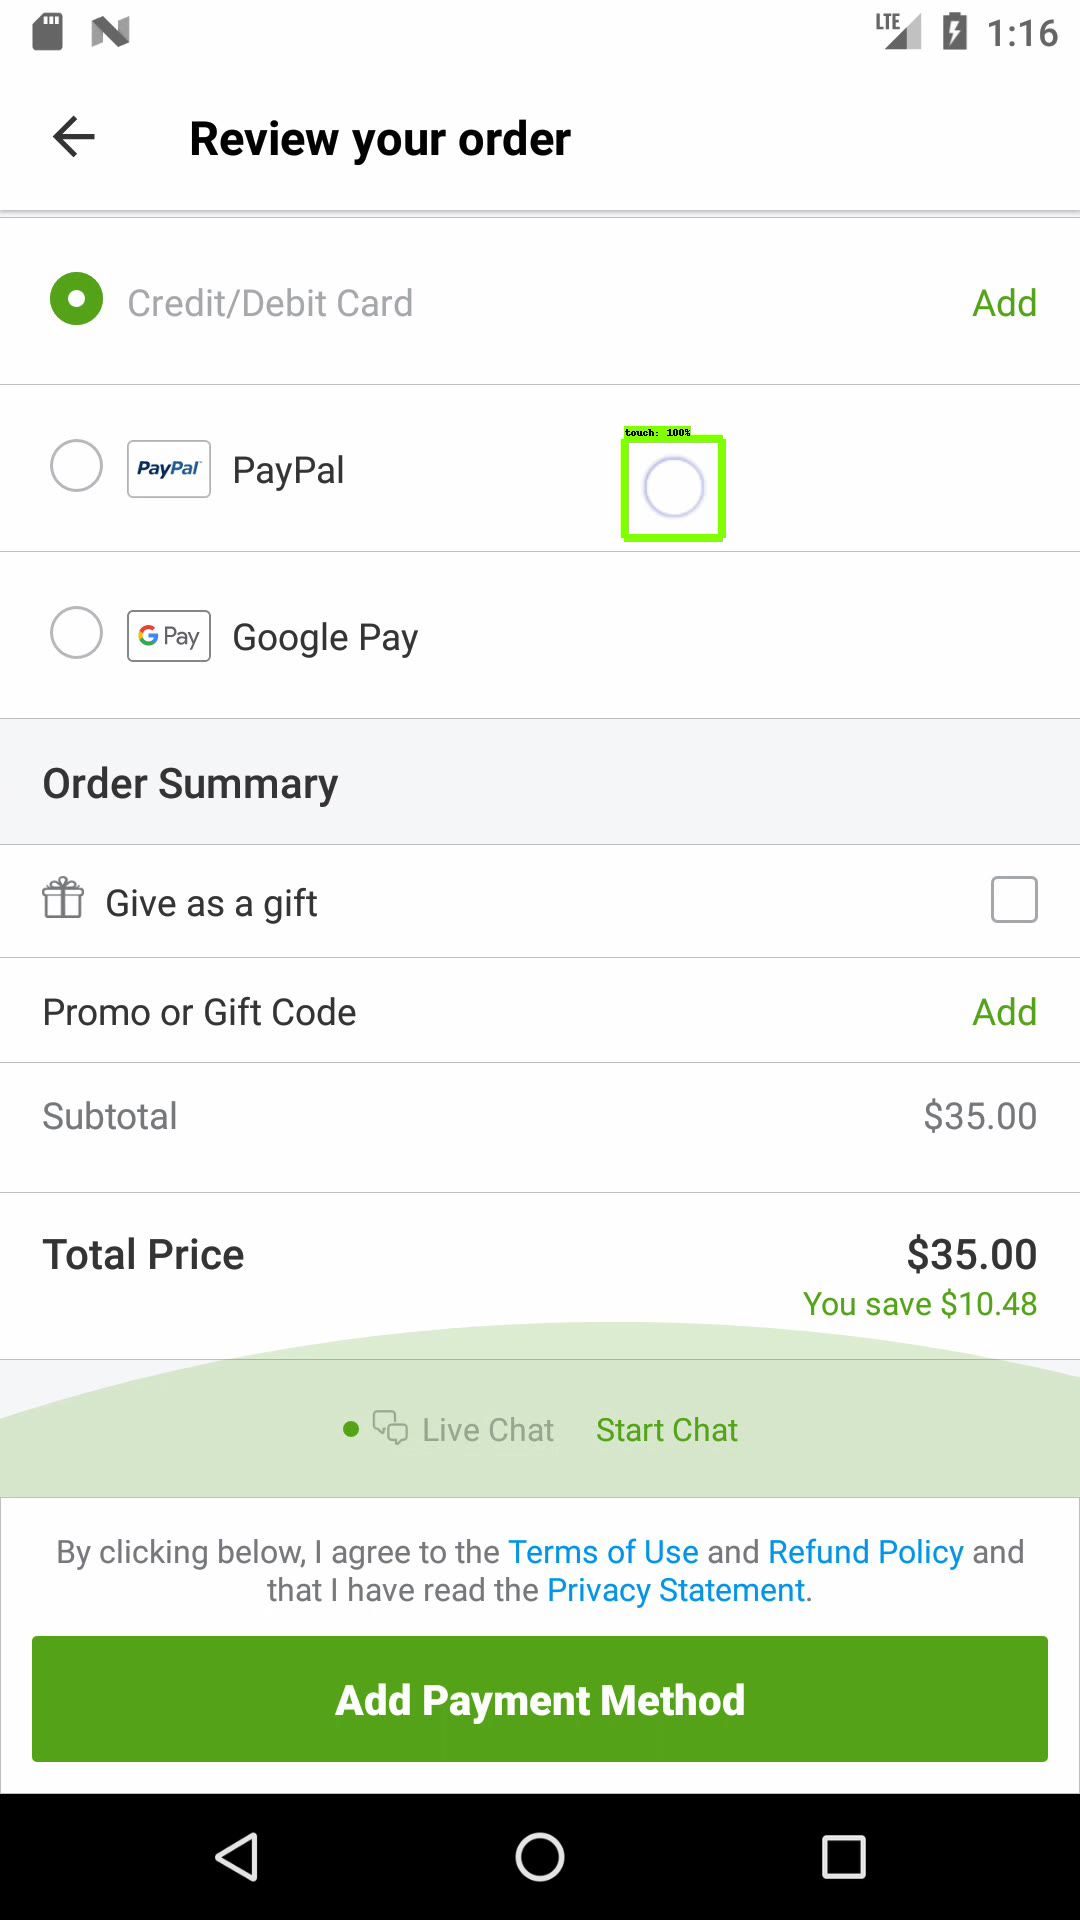 LTE 1:16
Review your order
Credit/Debit Card Add
touch: 100%
PayPal PayPal
G Pay Google Pay
Order Summary
Give as a gift
Promo or Gift Code Add
Subtotal $35.00
Total Price $35.00
You save $10.48
Live Chat Start Chat
By clicking below, I agree to the Terms of Use and Refund Policy and
that I have read the Privacy Statement.
Add Payment Method